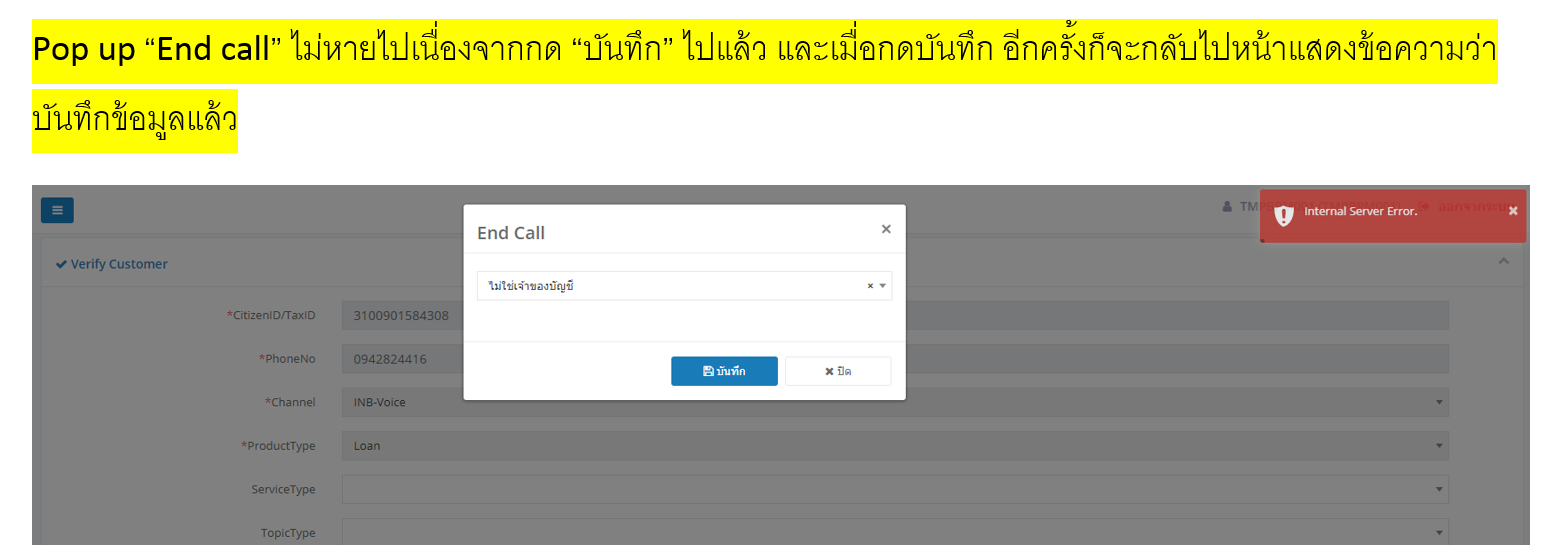 Pop up “End call” ไม่หายไปเนื่องจากกด “บันทึก” ไปแล้ว และเมื่อกดบันทึก อีกครั้งก็จะกลับไปหน้าแสดงข้อความว่า
บันทึกข้อมูลแล้ว
Internal Server Error.
End Call
Verify Customer
ไม่ใช่เจ้าของบัญชี
*CitizenID/TaxID 3100901584308
*PhoneNo 0942824416
บันทึก ปิด
*Channel INB-Voice
*ProductType Loan
ServiceType
TopicType